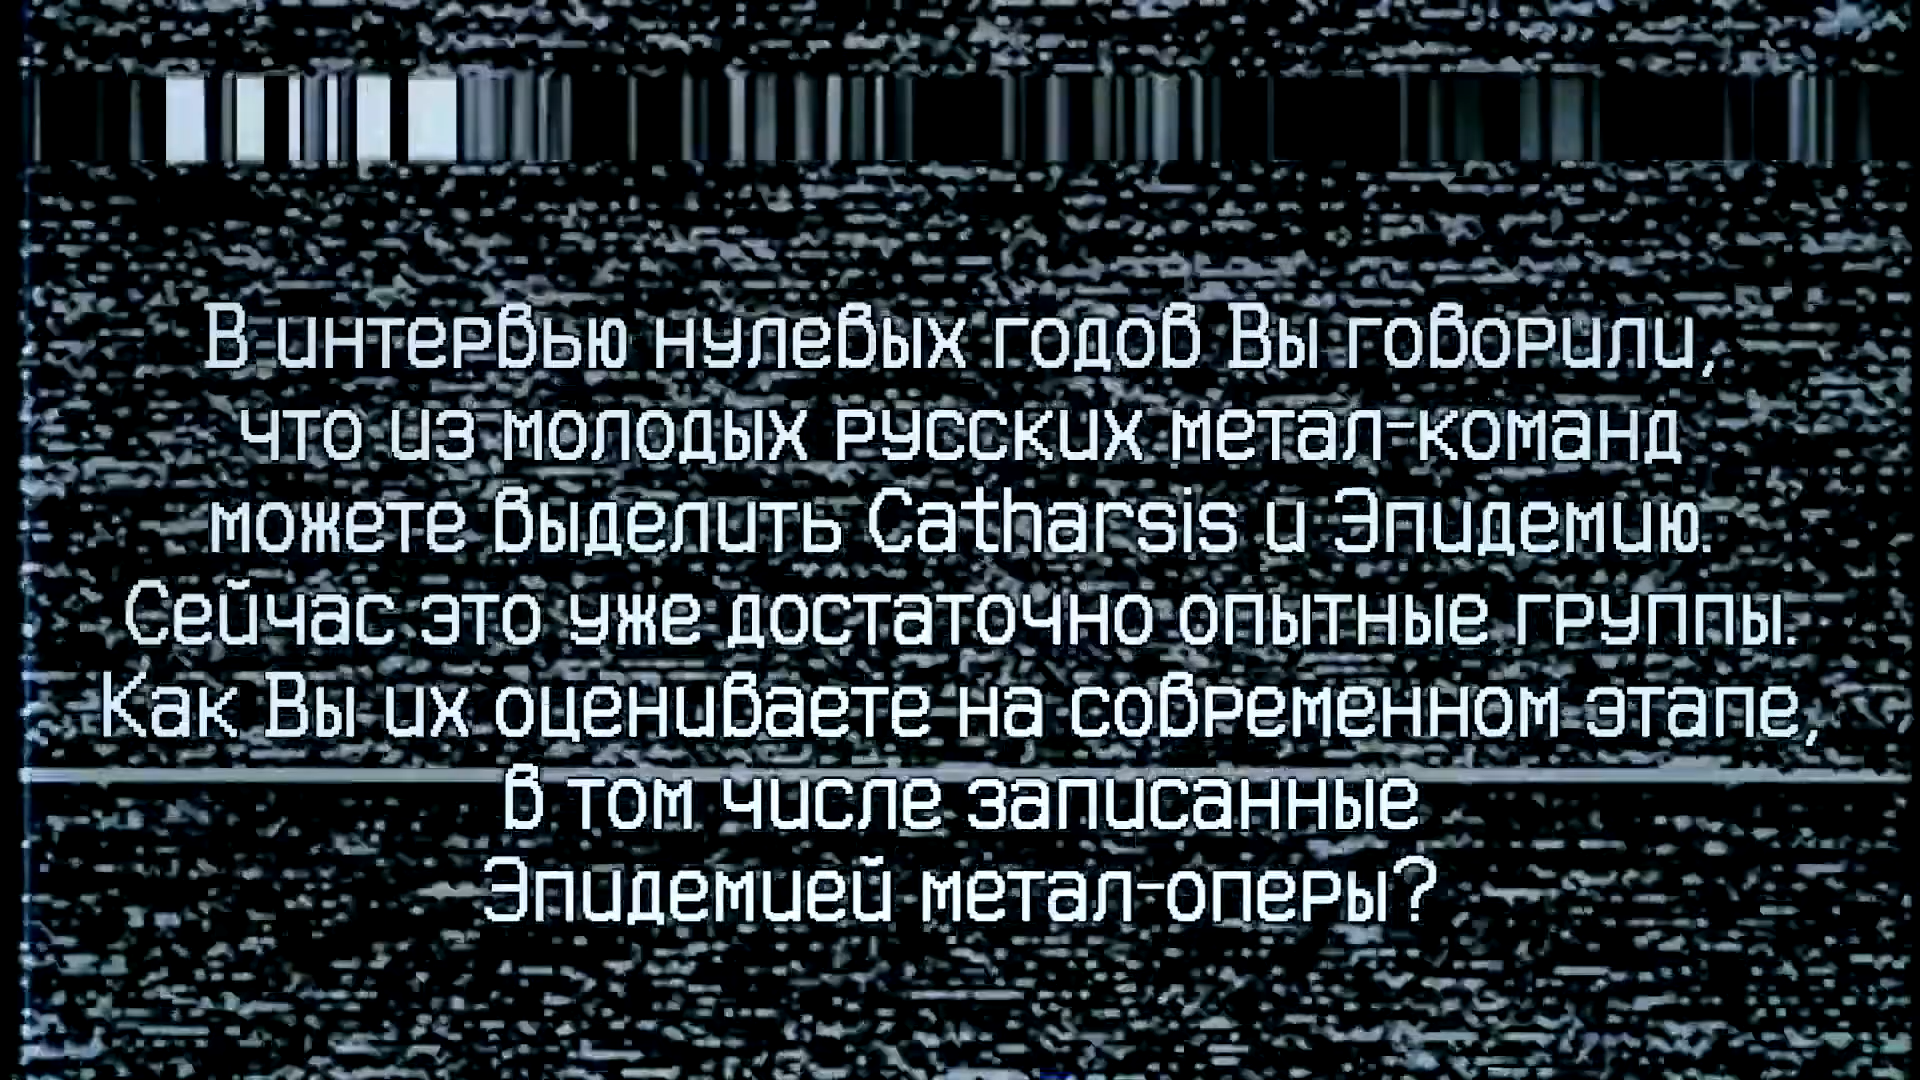 В интервью нулевых годов Вы говорили,
что из молодых русских метал-команд
можете выделить Catharsis и Эпидемию.
Сейчас это уже достаточно опытные группы.
Как Вы их оцениваете на современном этапе,
в том числе записанные
Эпидемией метал-оперы?